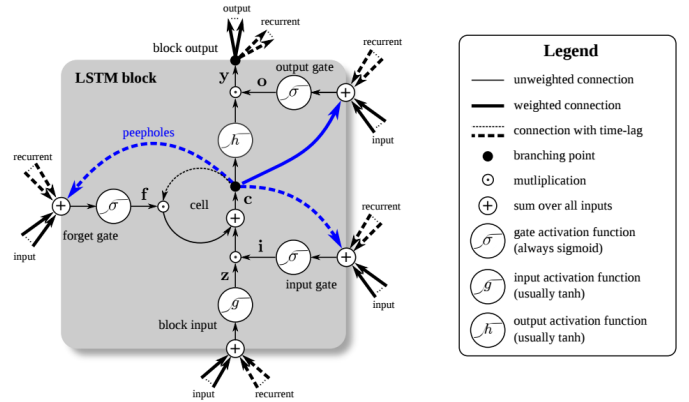 output
recurrent
block output
LSTM block
y
o
output gate
recurrent
+
σ
input
h
peepholes
recurrent
f
cell
c
recurrent
+
σ
forget gate
+
i
σ
+
input
z
input gate
input
g
block input
+
input
recurrent
Legend
unweighted connection
weighted connection
connection with time-lag
branching point
mutliplication
+
sum over all inputs
σ
gate activation function
(always sigmoid)
g
input activation function
(usually tanh)
h
output activation function
(usually tanh)